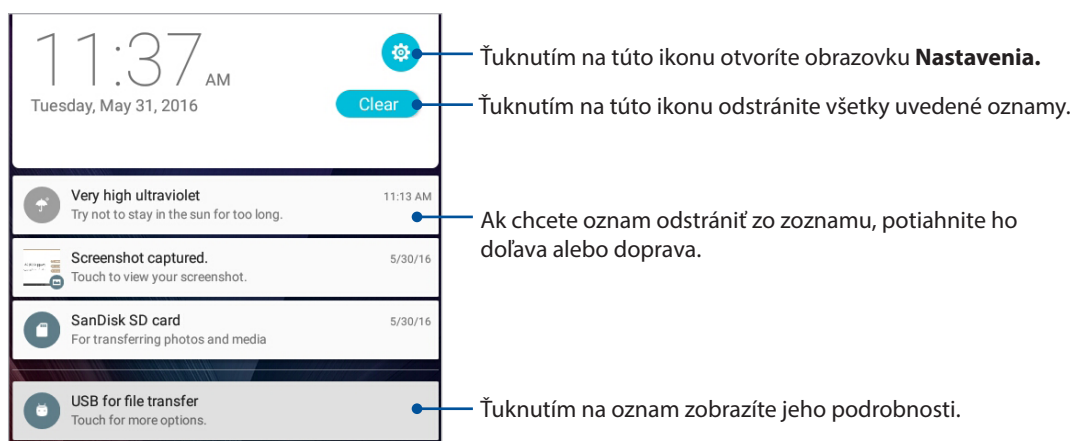 11:37 AM
Tuesday, May 31, 2016
Clear
Ťuknutím na túto ikonu otvoríte obrazovku Nastavenia.
Ťuknutím na túto ikonu odstránite všetky uvedené oznamy.
Very high ultraviolet 11:13 AM
Try not to stay in the sun for too long.
Ak chcete oznam odstrániť zo zoznamu, potiahnite ho
doľava alebo doprava.
Screenshot captured. 5/30/16
Touch to view your screenshot.
SanDisk SD card 5/30/16
For transferring photos and media
USB for file transfer
Touch for more options.
Ťuknutím na oznam zobrazíte jeho podrobnosti.